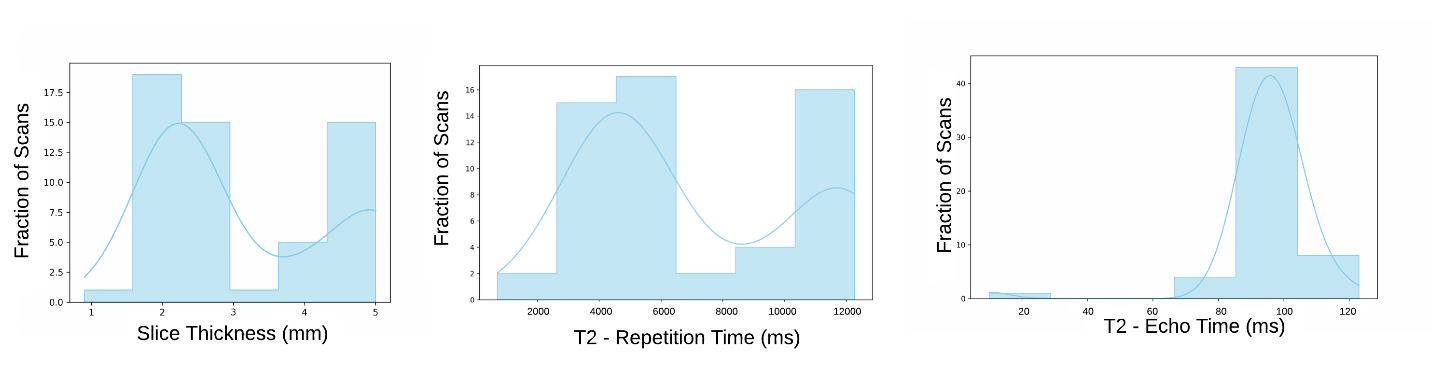 Fraction of Scans
17.5
15.0
12.5
10.0
7.5
5.0
2.5
0.0
1 2 3 4 5
Slice Thickness (mm)
Fraction of Scans
16
14
12
10
8
6
4
2
0
2000 4000 6000 8000 10000 12000
T2 - Repetition Time (ms)
Fraction of Scans
40
30
20
10
0
20 40 60 80 100 120
T2 - Echo Time (ms)